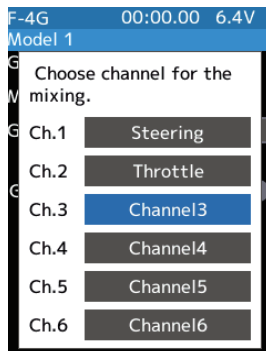 F-4G 00:00.00 6.4V
Model 1
Choose channel for the
mixing.
Ch.1 Steering
Ch.2 Throttle
Ch.3 Channel3
Ch.4 Channel4
Ch.5 Channel5
Ch.6 Channel6